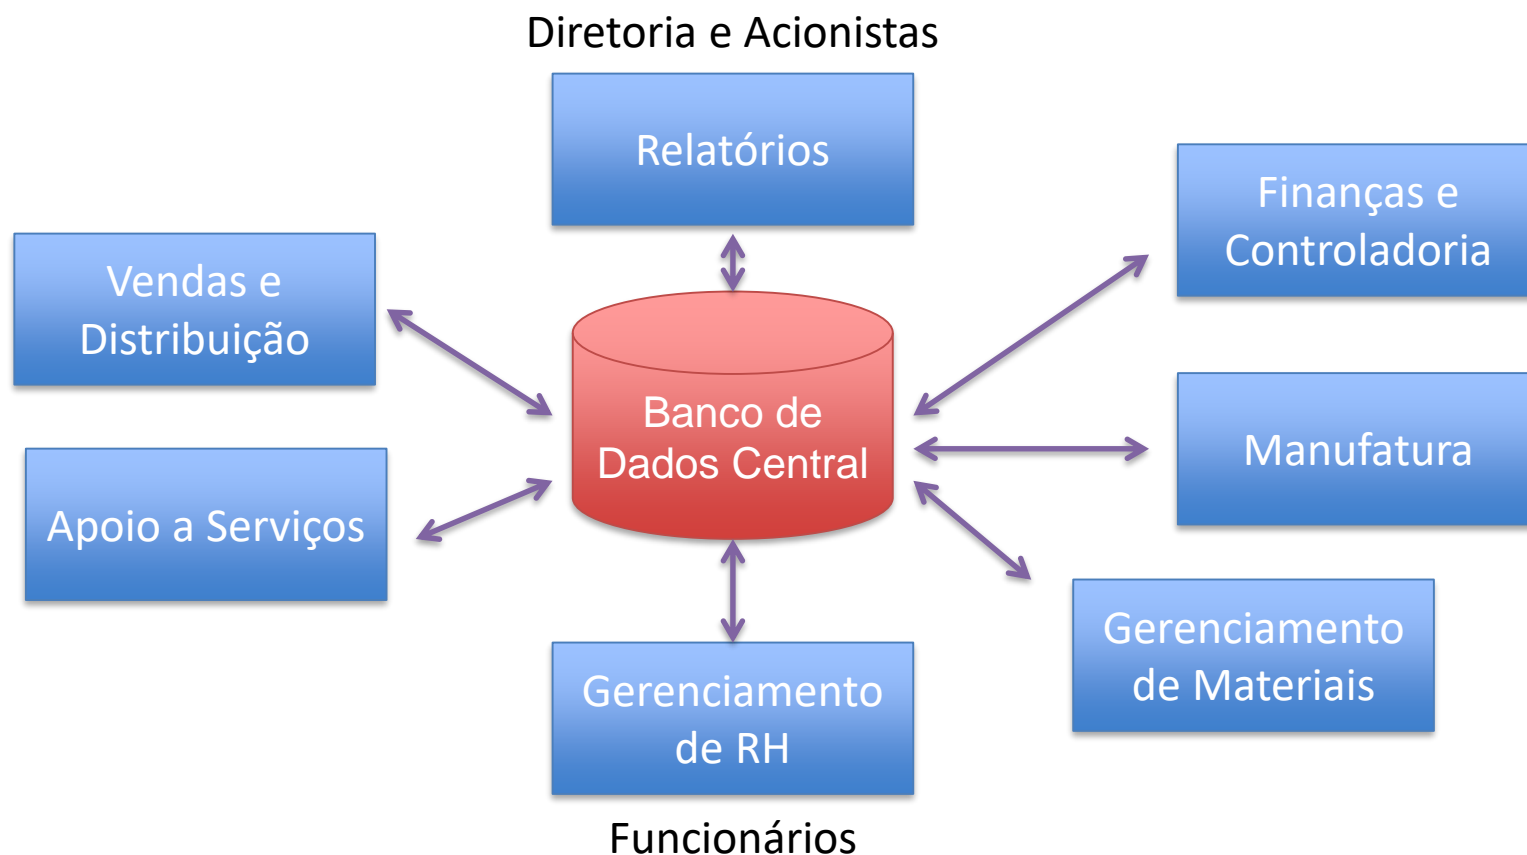 Diretoria e Acionistas
Relatórios
Finanças e
Controladoria
Vendas e
Distribuição
Banco de
Dados Central
Manufatura
Apoio a Serviços
Gerenciamento
de Materiais
Gerenciamento
de RH
Funcionários